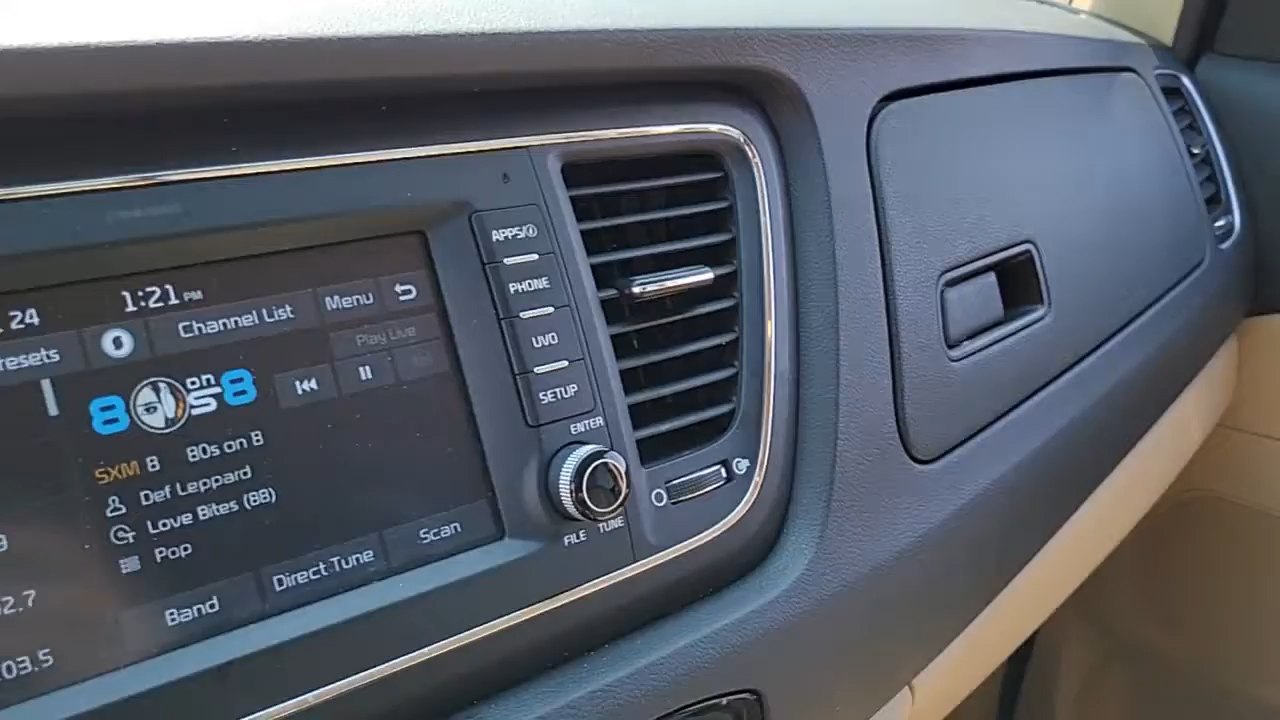 24
1:21 PM
resets
Channel List
Menu
Play Live
80s on 8
SXM 8
80s on 8
Def Leppard
Love Bites (88)
Pop
2.7
03.5
Band
Direct Tune
Scan
APPS/
PHONE
UVO
SETUP
ENTER
FILE TUNE